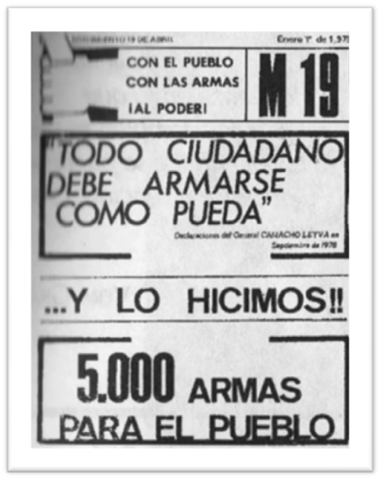 MOVIMIENTO 19 DE ABRIL Enero 1º de 1,979
CON EL PUEBLO
CON LAS ARMAS
¡AL PODER!
M 19
"TODO CIUDADANO
DEBE ARMARSE
COMO PUEDA"
Declaraciones del General CAMACHO LEYVA en
Septiembre de 1978
...Y LO HICIMOS!!
5.000 ARMAS
PARA EL PUEBLO